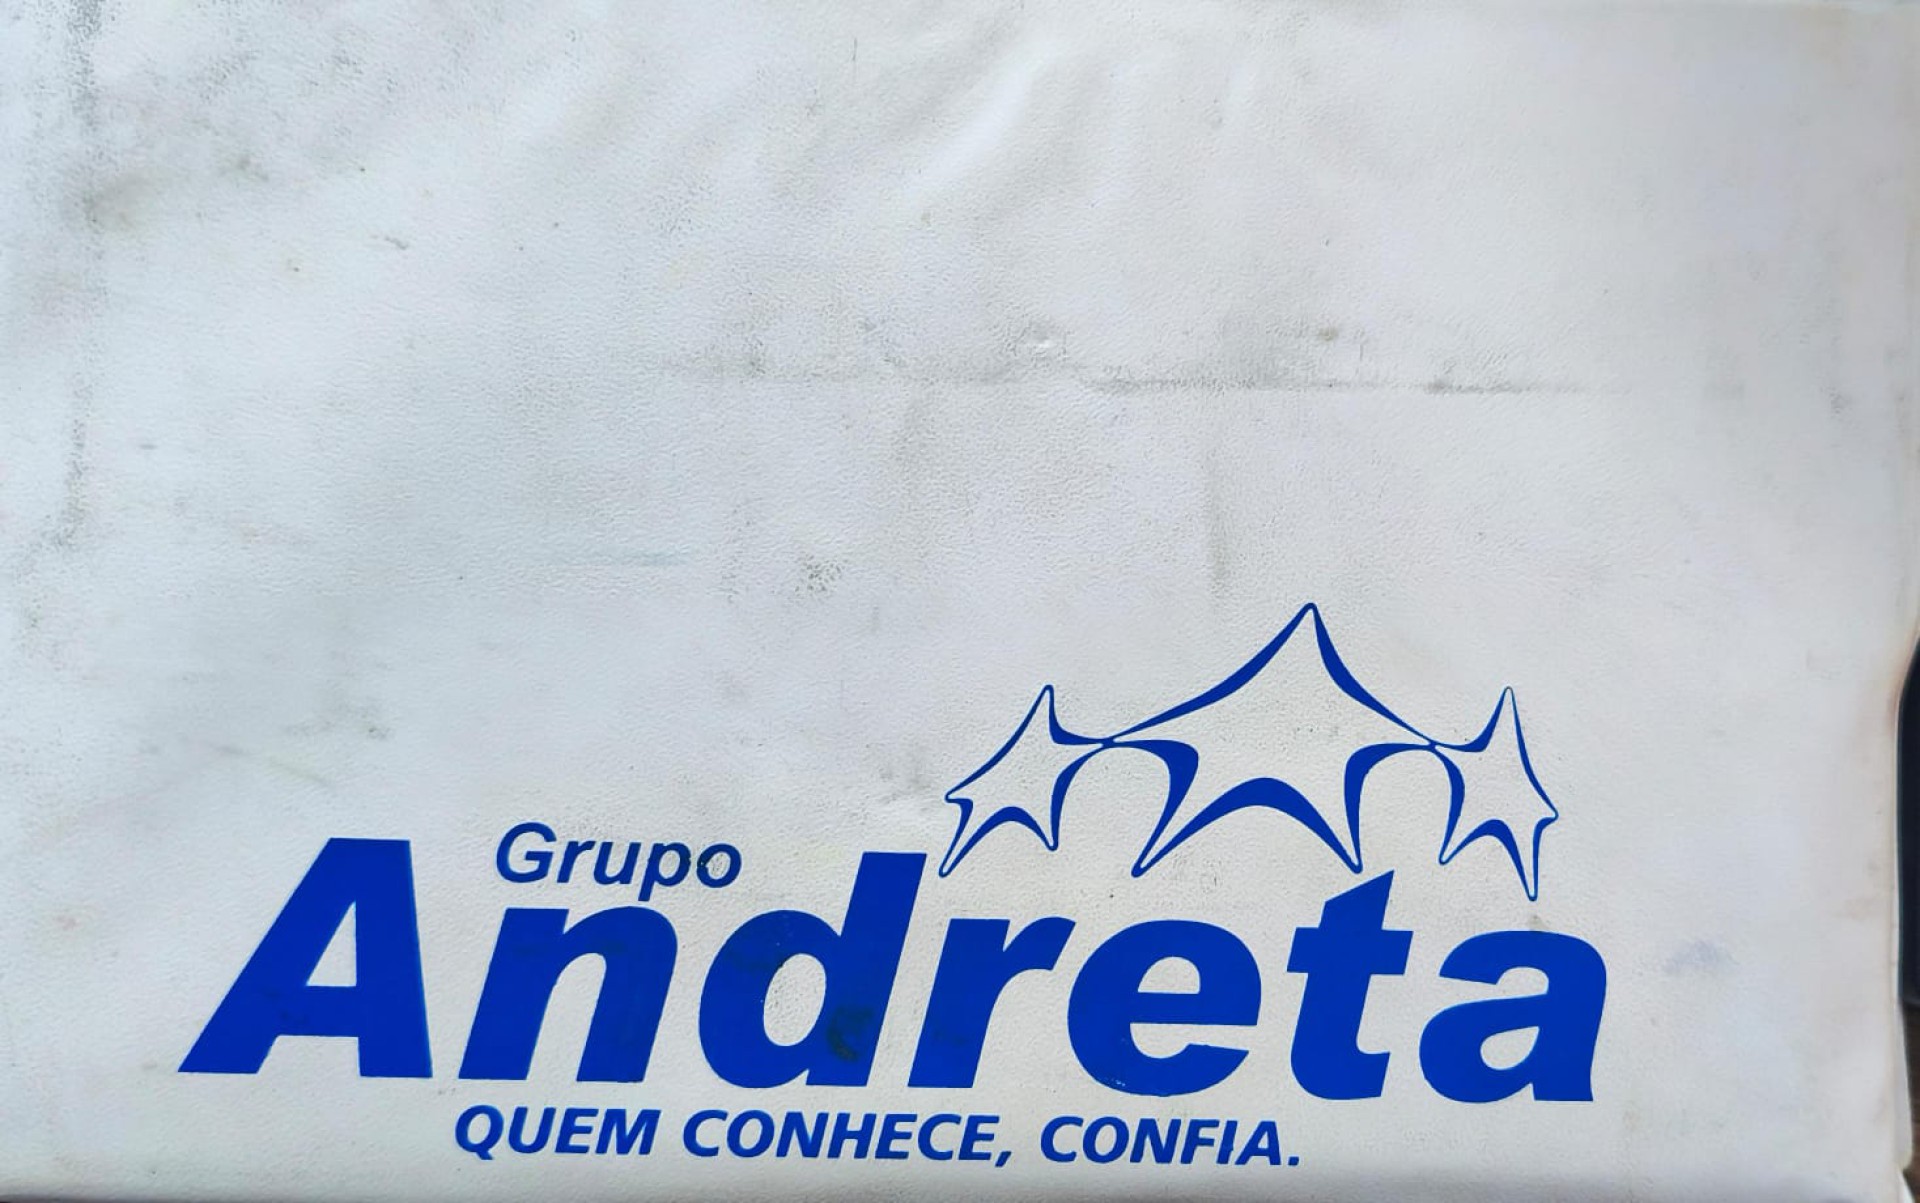 Grupo
Andreta
QUEM CONHECE, CONFIA.